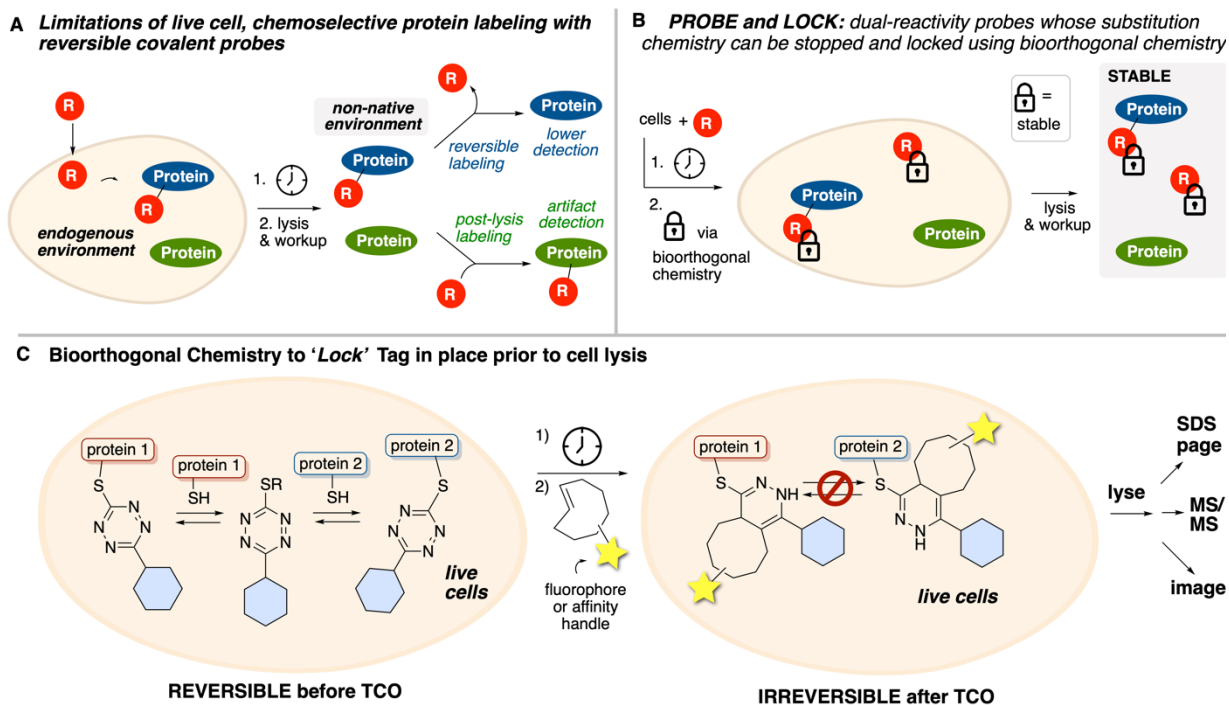 A Limitations of live cell, chemoselective protein labeling with
reversible covalent probes
R
R
Protein
R
endogenous
environment
Protein
1.
2. lysis
& workup
non-native
environment
Protein
R
Protein
R
reversible
labeling
Protein
lower
detection
post-lysis
labeling
R
artifact
detection
Protein
R
B PROBE and LOCK: dual-reactivity probes whose substitution
chemistry can be stopped and locked using bioorthogonal chemistry
cells + R
1.
2.
via
bioorthogonal
chemistry
R
Protein
R
Protein
=
stable
lysis
& workup
STABLE
Protein
R
R
Protein
C Bioorthogonal Chemistry to 'Lock' Tag in place prior to cell lysis
protein 1
S
N N
N N
protein 1
SH
SR
N N
N N
protein 2
SH
protein 2
S
N N
N N
live
cells
REVERSIBLE before TCO
1)
2)
fluorophore
or affinity
handle
protein 1
S
N
NH
protein 2
S
N
N
H
live cells
IRREVERSIBLE after TCO
lyse
SDS
page
MS/
MS
image